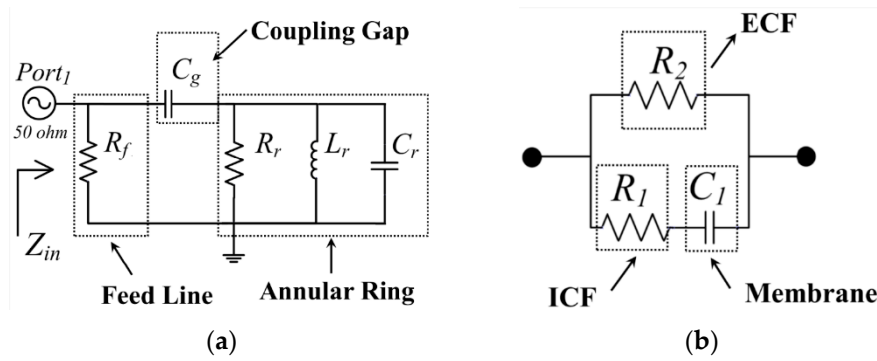 Coupling Gap
Port1
Cg
50 ohm
Rf
Rr
Lr
Cr
Zin
Feed Line
Annular Ring
(a)
ECF
R2
R1
C1
ICF
Membrane
(b)